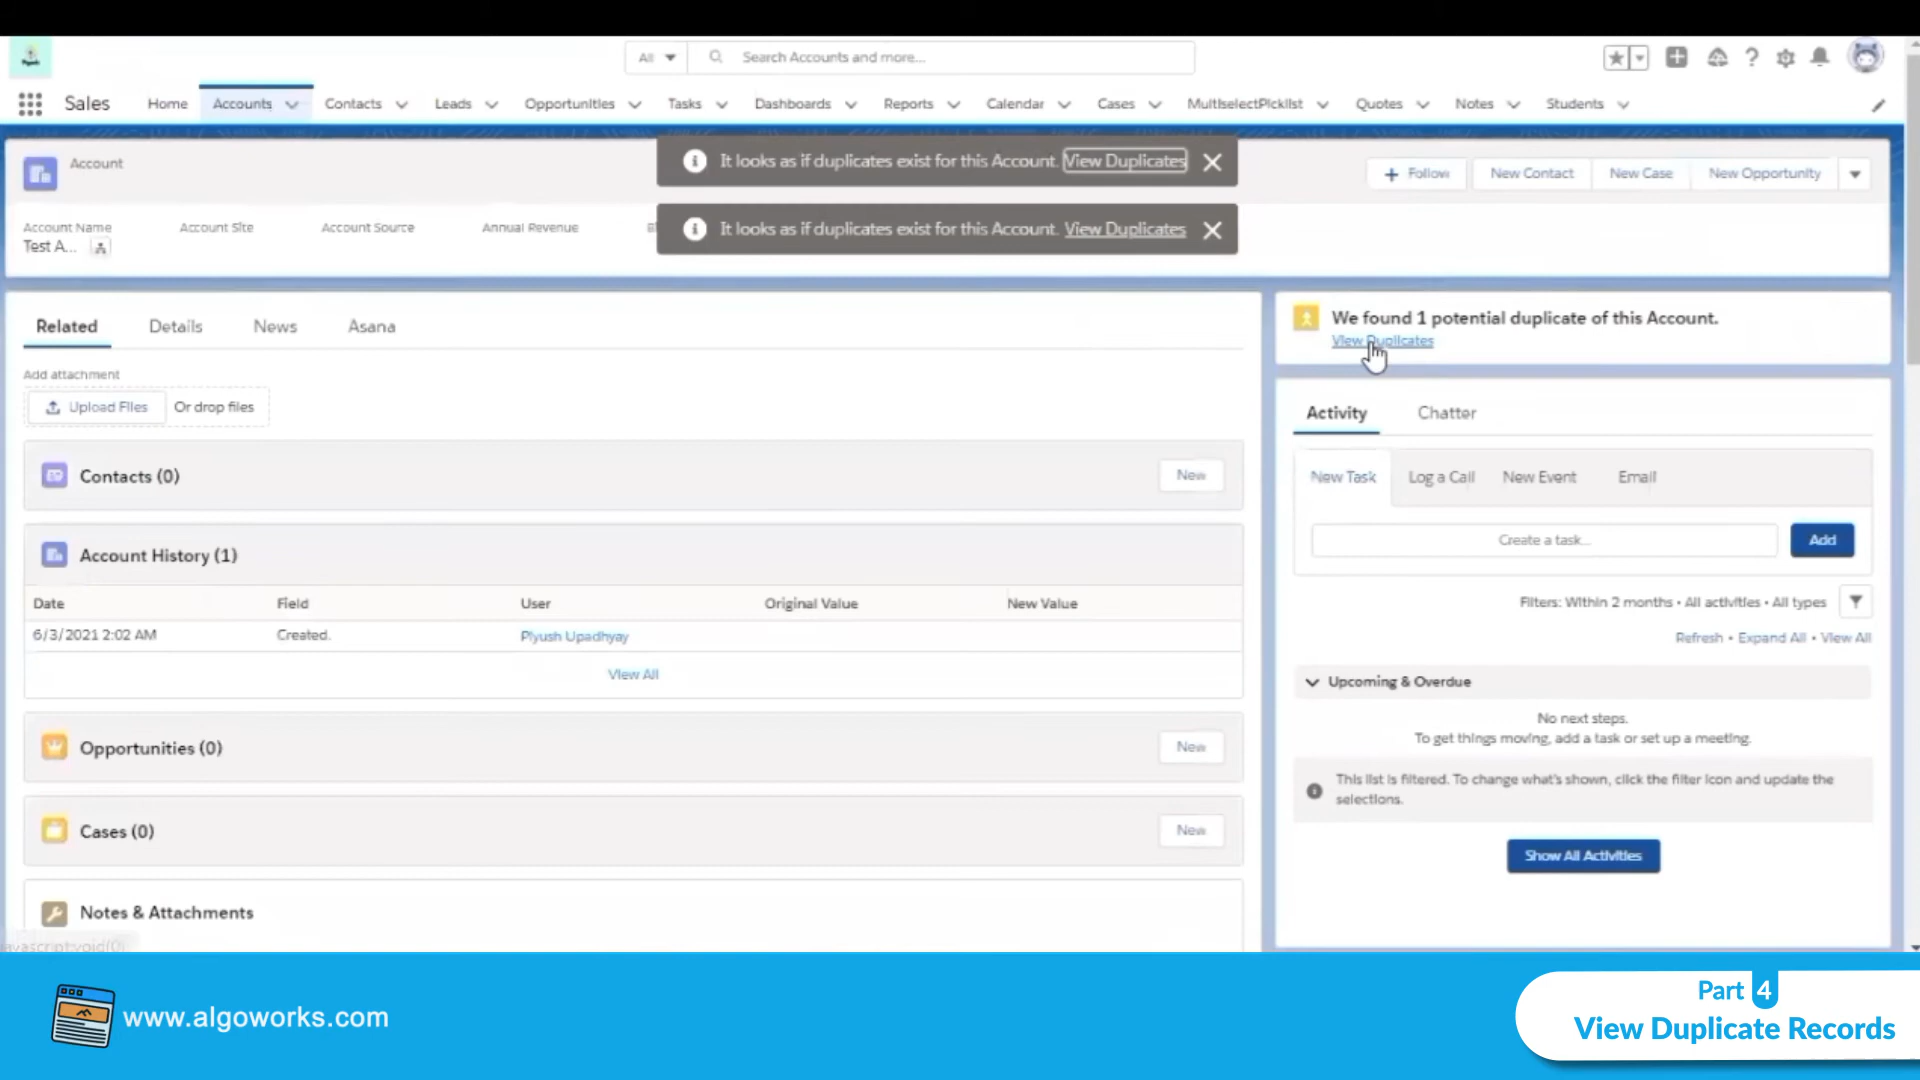 All
Search Accounts and more...
Sales
Home
Accounts
Contacts
Leads
Opportunities
Tasks
Dashboards
Reports
Calendar
Cases
MultiselectPicklist
Quotes
Notes
Students
Account
It looks as if duplicates exist for this Account. View Duplicates
+ Follow
New Contact
New Case
New Opportunity
Account Name
Account Site
Account Source
Annual Revenue
It looks as if duplicates exist for this Account. View Duplicates
Test A...
Related
Details
News
Asana
We found 1 potential duplicate of this Account.
View Duplicates
Add attachment
Upload Files
Or drop files
Activity
Chatter
Contacts (0)
New
New Task
Log a Call
New Event
Email
Create a task...
Add
Account History (1)
Date
Field
User
Original Value
New Value
6/3/2021 2:02 AM
Created.
Piyush Upadhyay
View All
Filters: Within 2 months • All activities • All types
Refresh • Expand All • View All
Upcoming & Overdue
No next steps.
To get things moving, add a task or set up a meeting.
Opportunities (0)
New
This list is filtered. To change what's shown, click the filter icon and update the
selections.
Cases (0)
New
Show All Activities
Notes & Attachments
javascript:void(0)
www.algoworks.com
Part 4
View Duplicate Records